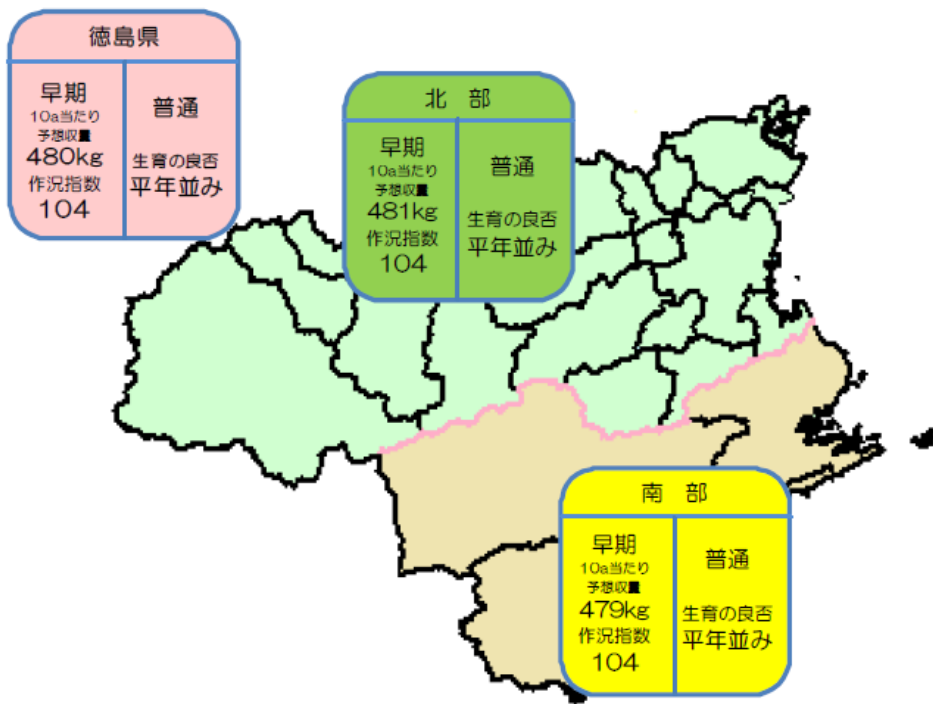 徳島県
早期
10a当たり
予想収量
480kg
作況指数
104
普通
生育の良否
平年並み
北 部
早期
10a当たり
予想収量
481kg
作況指数
104
普通
生育の良否
平年並み
南 部
早期
10a当たり
予想収量
479kg
作況指数
104
普通
生育の良否
平年並み